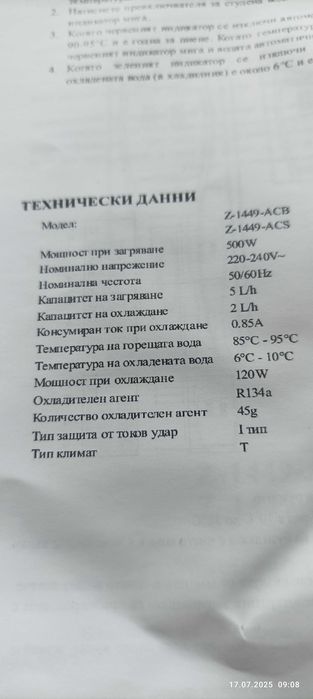 2. Натиснете превключвателя за студена
индикатор мига.
3. Когато червеният индикатор се изключи
90-95°C и е годна за пиене. Когато
червеният индикатор мига и водата
4. Когато зеленият индикатор се изключи
охладената вода (в хладилник) е около 6°C и е
ТЕХНИЧЕСКИ ДАННИ
Модел: Z-1449-ACB
Z-1449-ACS
Мощност при загряване 500W
Номинално напрежение 220-240V~
Номинална честота 50/60Hz
Капацитет на загряване 5 L/h
Капацитет на охлаждане 2 L/h
Консумиран ток при охлаждане 0.85A
Температура на горещата вода 85°C - 95°C
Температура на охладената вода 6°C - 10°C
Мощност при охлаждане 120W
Охладителен агент R134a
Количество охладителен агент 45g
Тип защита от токов удар I тип
Тип климат T
17.07.2025 09:08